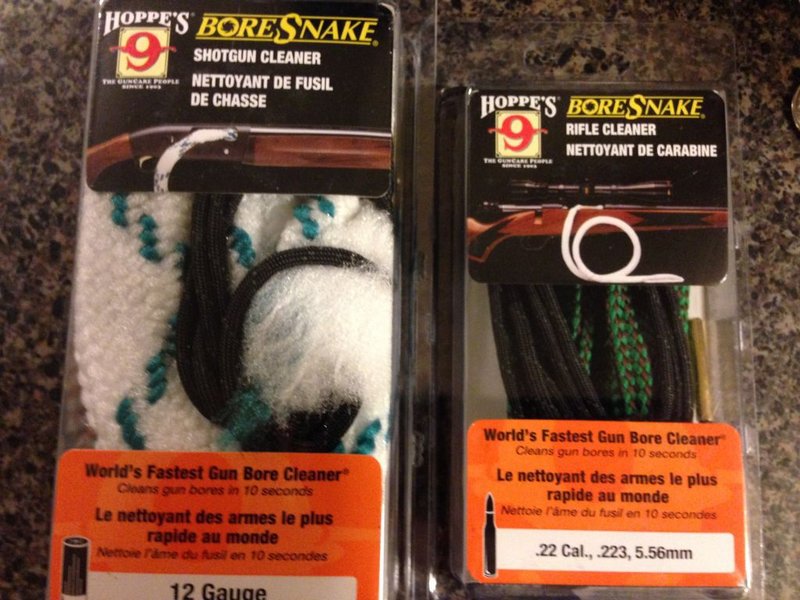 HOPPE'S
9
THE GUNCARE PEOPLE
SINCE 1903
BORESNAKE®
SHOTGUN CLEANER
NETTOYANT DE FUSIL
DE CHASSE
World's Fastest Gun Bore Cleaner®
Cleans gun bores in 10 seconds
Le nettoyant des armes le plus
rapide au monde
Nettoie l'âme du fusil en 10 secondes
12 Gauge
HOPPE'S
9
THE GUNCARE PEOPLE
SINCE 1903
BORESNAKE®
RIFLE CLEANER
NETTOYANT DE CARABINE
World's Fastest Gun Bore Cleaner®
Cleans gun bores in 10 seconds
Le nettoyant des armes le plus
rapide au monde
Nettoie l'âme du fusil en 10 secondes
.22 Cal., .223, 5.56mm